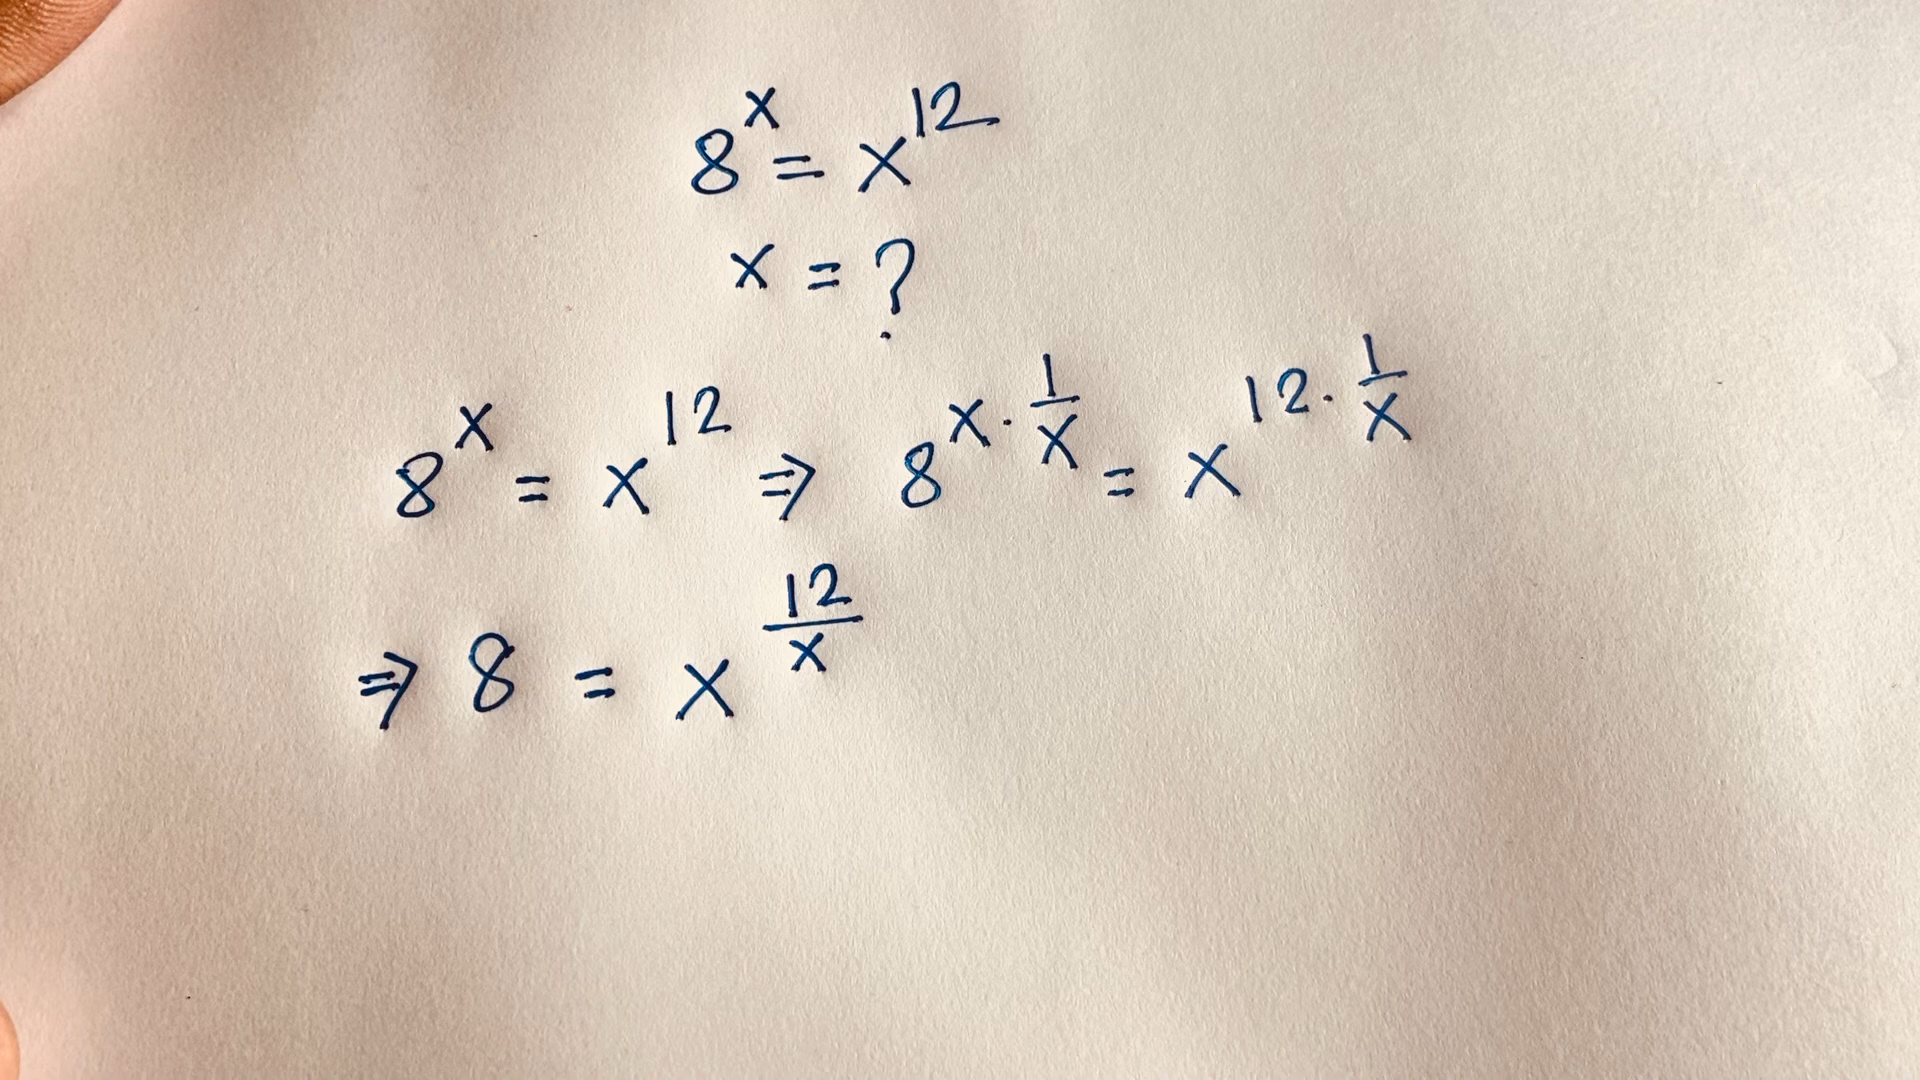 8^x = x^12
x = ?
8^x = x^12 ⇒ 8^(x · 1/x) = x^(12 · 1/x)
⇒ 8 = x^(12/x)